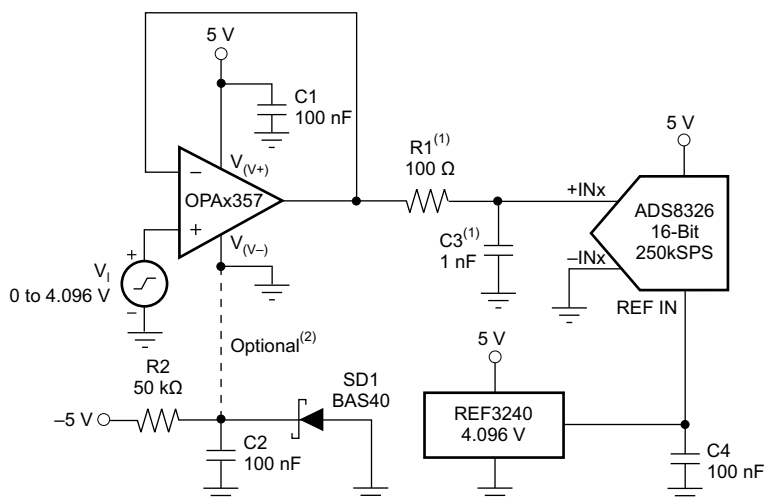 5 V
C1
100 nF
R1(1)
100 Ω
5 V
−
V(V+)
OPAx357
+
V(V−)
+INx
ADS8326
16-Bit
250kSPS
−INx
C3(1)
1 nF
REF IN
+
VI
0 to 4.096 V
−
Optional(2)
5 V
R2
50 kΩ
SD1
BAS40
−5 V
REF3240
4.096 V
C2
100 nF
C4
100 nF